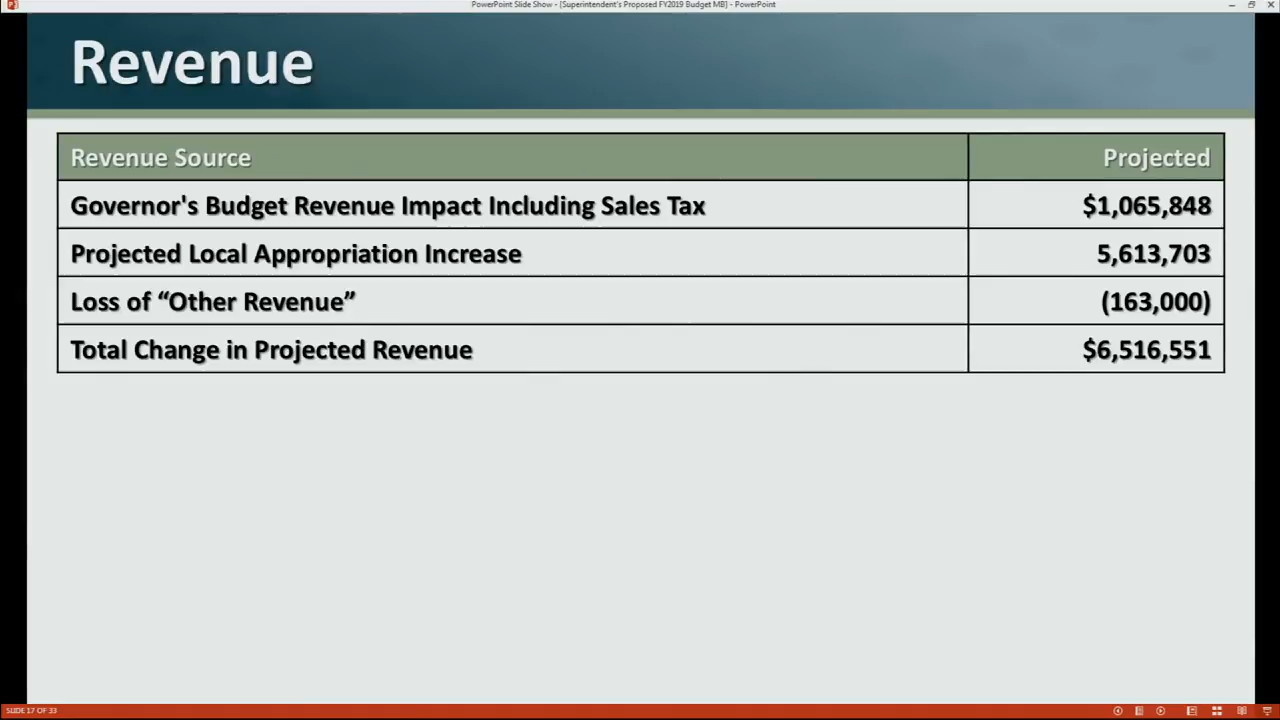 PowerPoint Slide Show - [Superintendent's Proposed FY2019 Budget MB] - PowerPoint
Revenue
Revenue Source Projected
Governor's Budget Revenue Impact Including Sales Tax $1,065,848
Projected Local Appropriation Increase 5,613,703
Loss of “Other Revenue” (163,000)
Total Change in Projected Revenue $6,516,551
SLIDE 17 OF 33